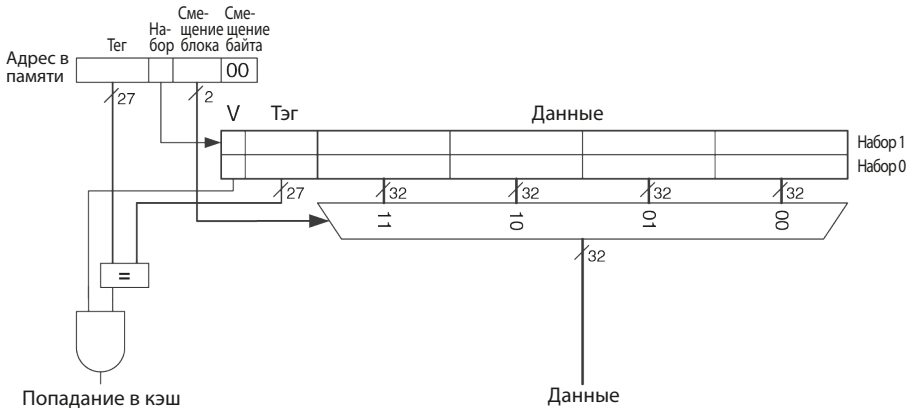 Тег
На-
бор
Сме-
щение
блока
Сме-
щение
байта
Адрес в
памяти
00
27
2
V
Тэг
Данные
Набор 1
Набор 0
27
32
32
32
32
11
10
01
00
32
=
Попадание в кэш
Данные